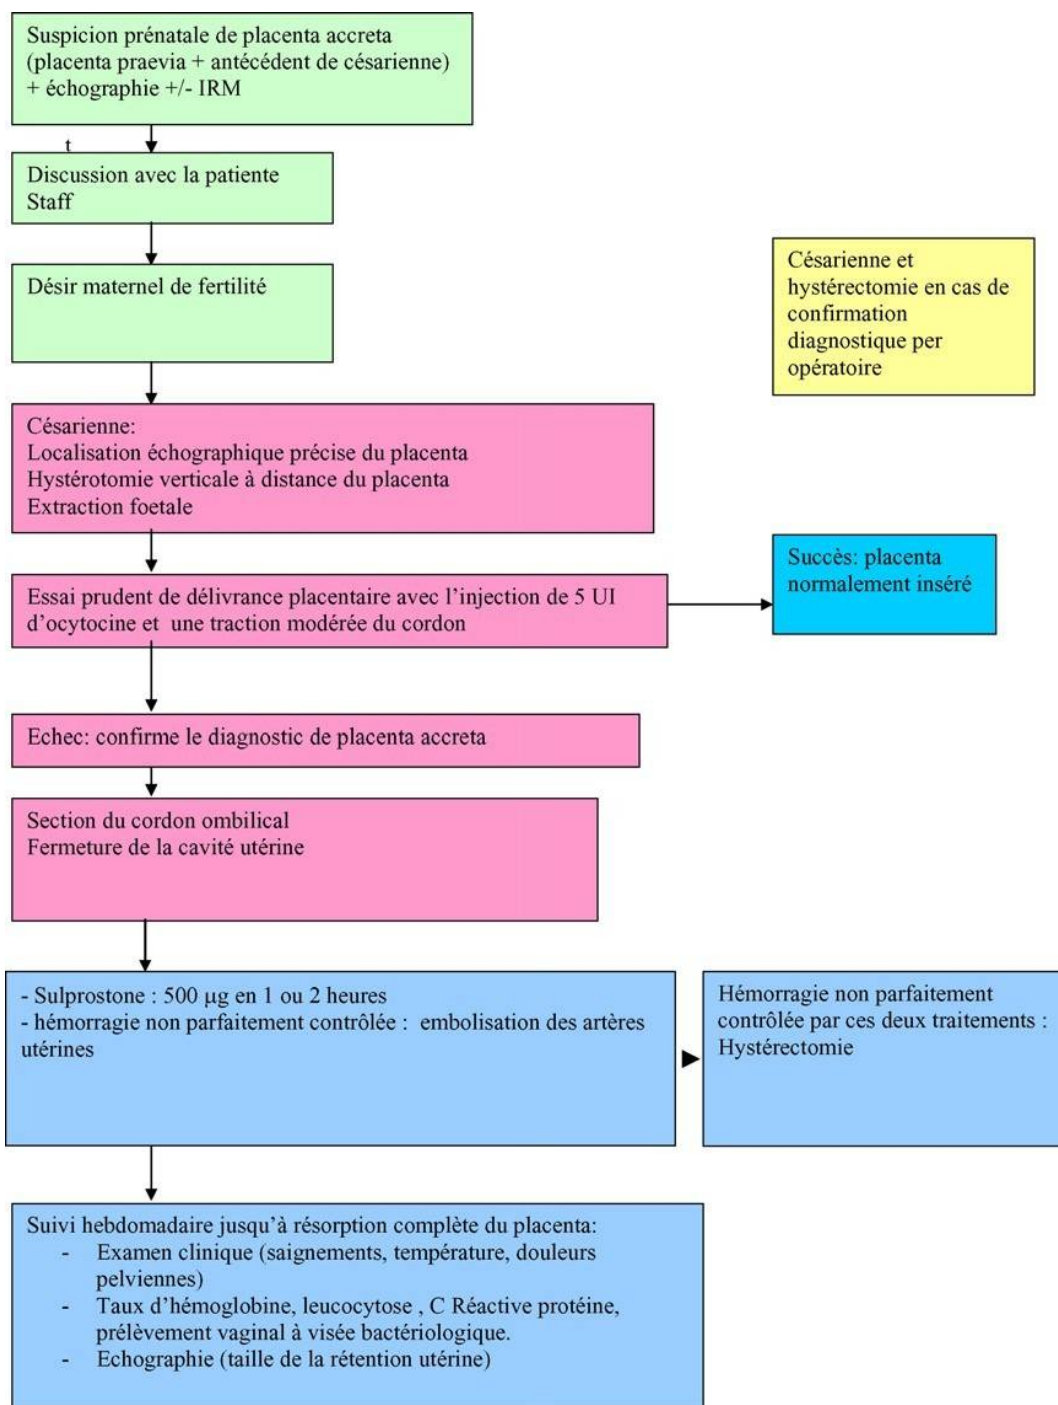 Suspicion prénatale de placenta accreta
(placenta praevia + antécédent de césarienne)
+ échographie +/- IRM
t
Discussion avec la patiente
Staff
Désir maternel de fertilité
Césarienne et
hystérectomie en cas de
confirmation
diagnostique per
opératoire
Césarienne:
Localisation échographique précise du placenta
Hystérotomie verticale à distance du placenta
Extraction foetale
Essai prudent de délivrance placentaire avec l'injection de 5 UI
d'ocytocine et une traction modérée du cordon
Succès: placenta
normalement inséré
Echec: confirme le diagnostic de placenta accreta
Section du cordon ombilical
Fermeture de la cavité utérine
- Sulprostone : 500 µg en 1 ou 2 heures
- hémorragie non parfaitement contrôlée : embolisation des artères
utérines
Hémorragie non parfaitement
contrôlée par ces deux traitements :
Hystérectomie
Suivi hebdomadaire jusqu'à résorption complète du placenta:
- Examen clinique (saignements, température, douleurs
pelviennes)
- Taux d'hémoglobine, leucocytose , C Réactive protéine,
prélèvement vaginal à visée bactériologique.
- Echographie (taille de la rétention utérine)